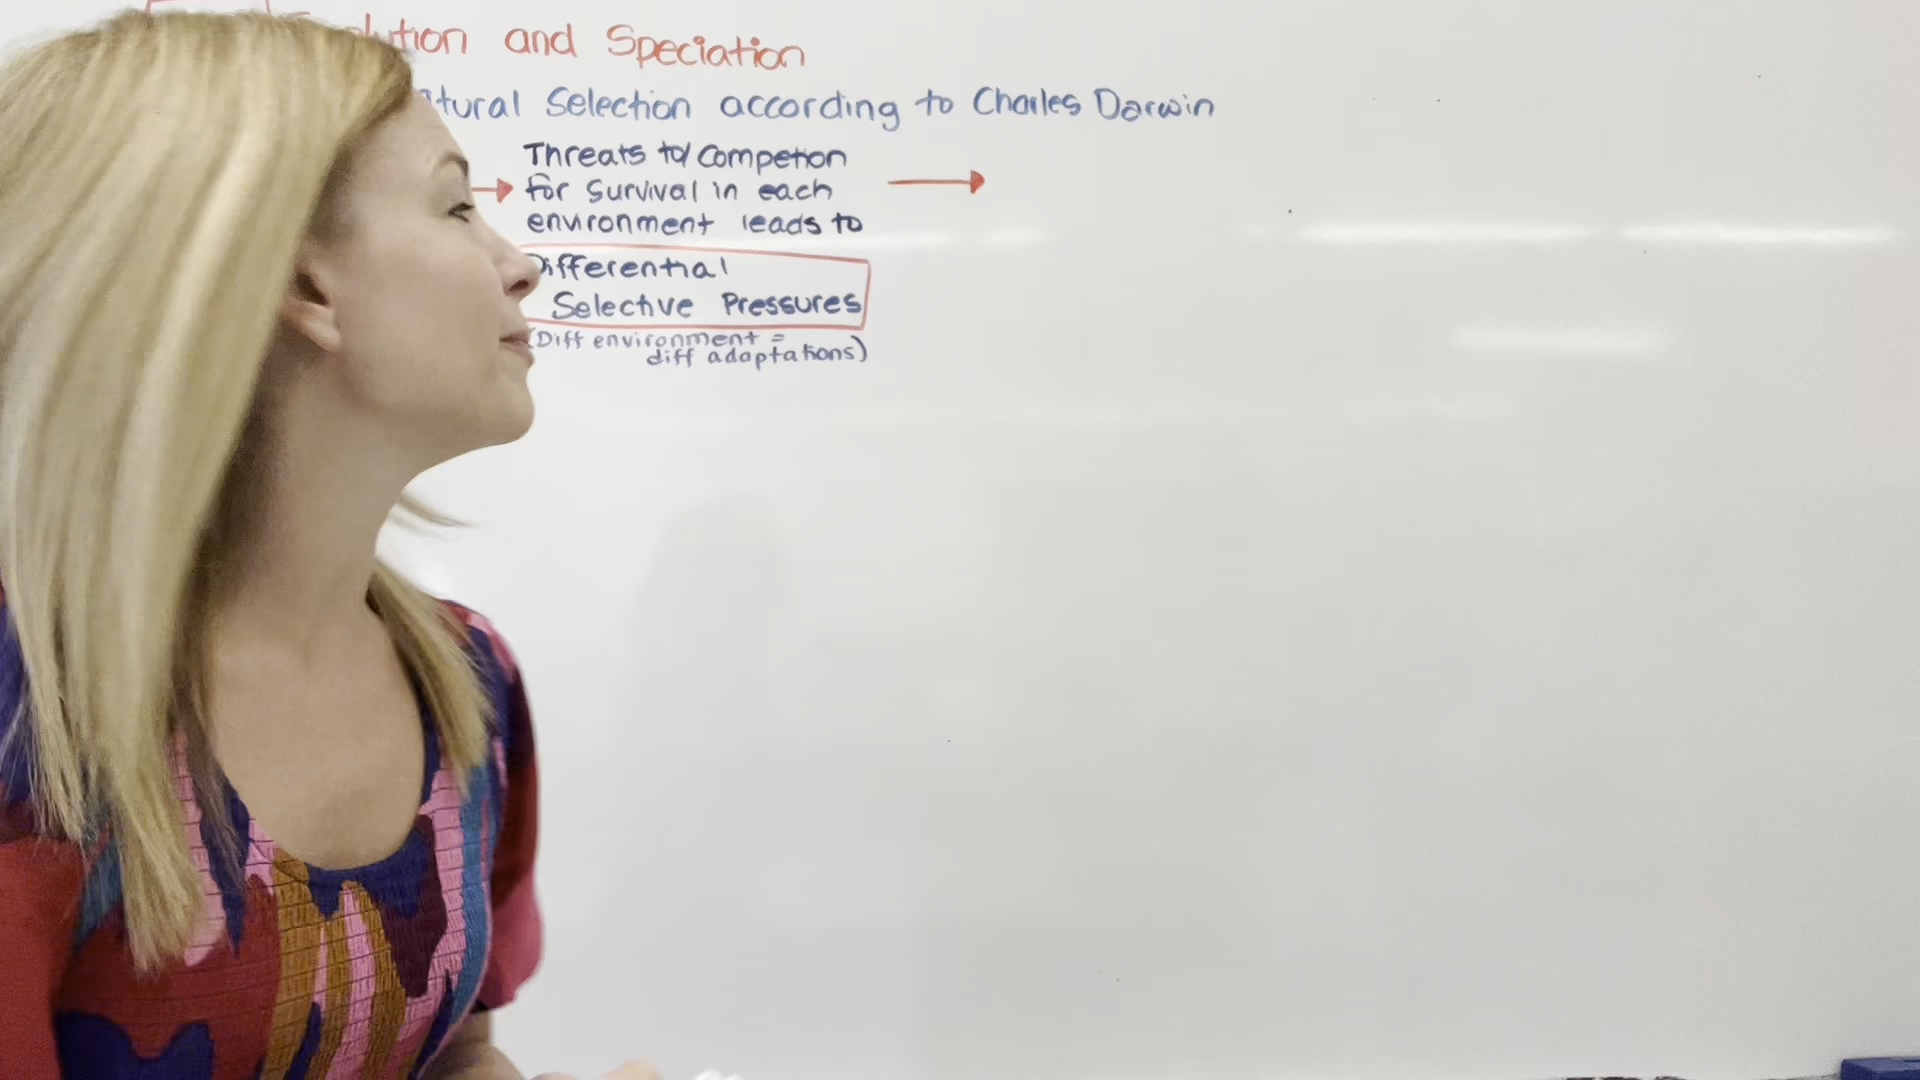 and Speciation
Selection according to Charles Darwin
Threats to/Competion
for Survival in each
environment leads to
Differential
Selective Pressures
(Diff environment =
diff adaptations)